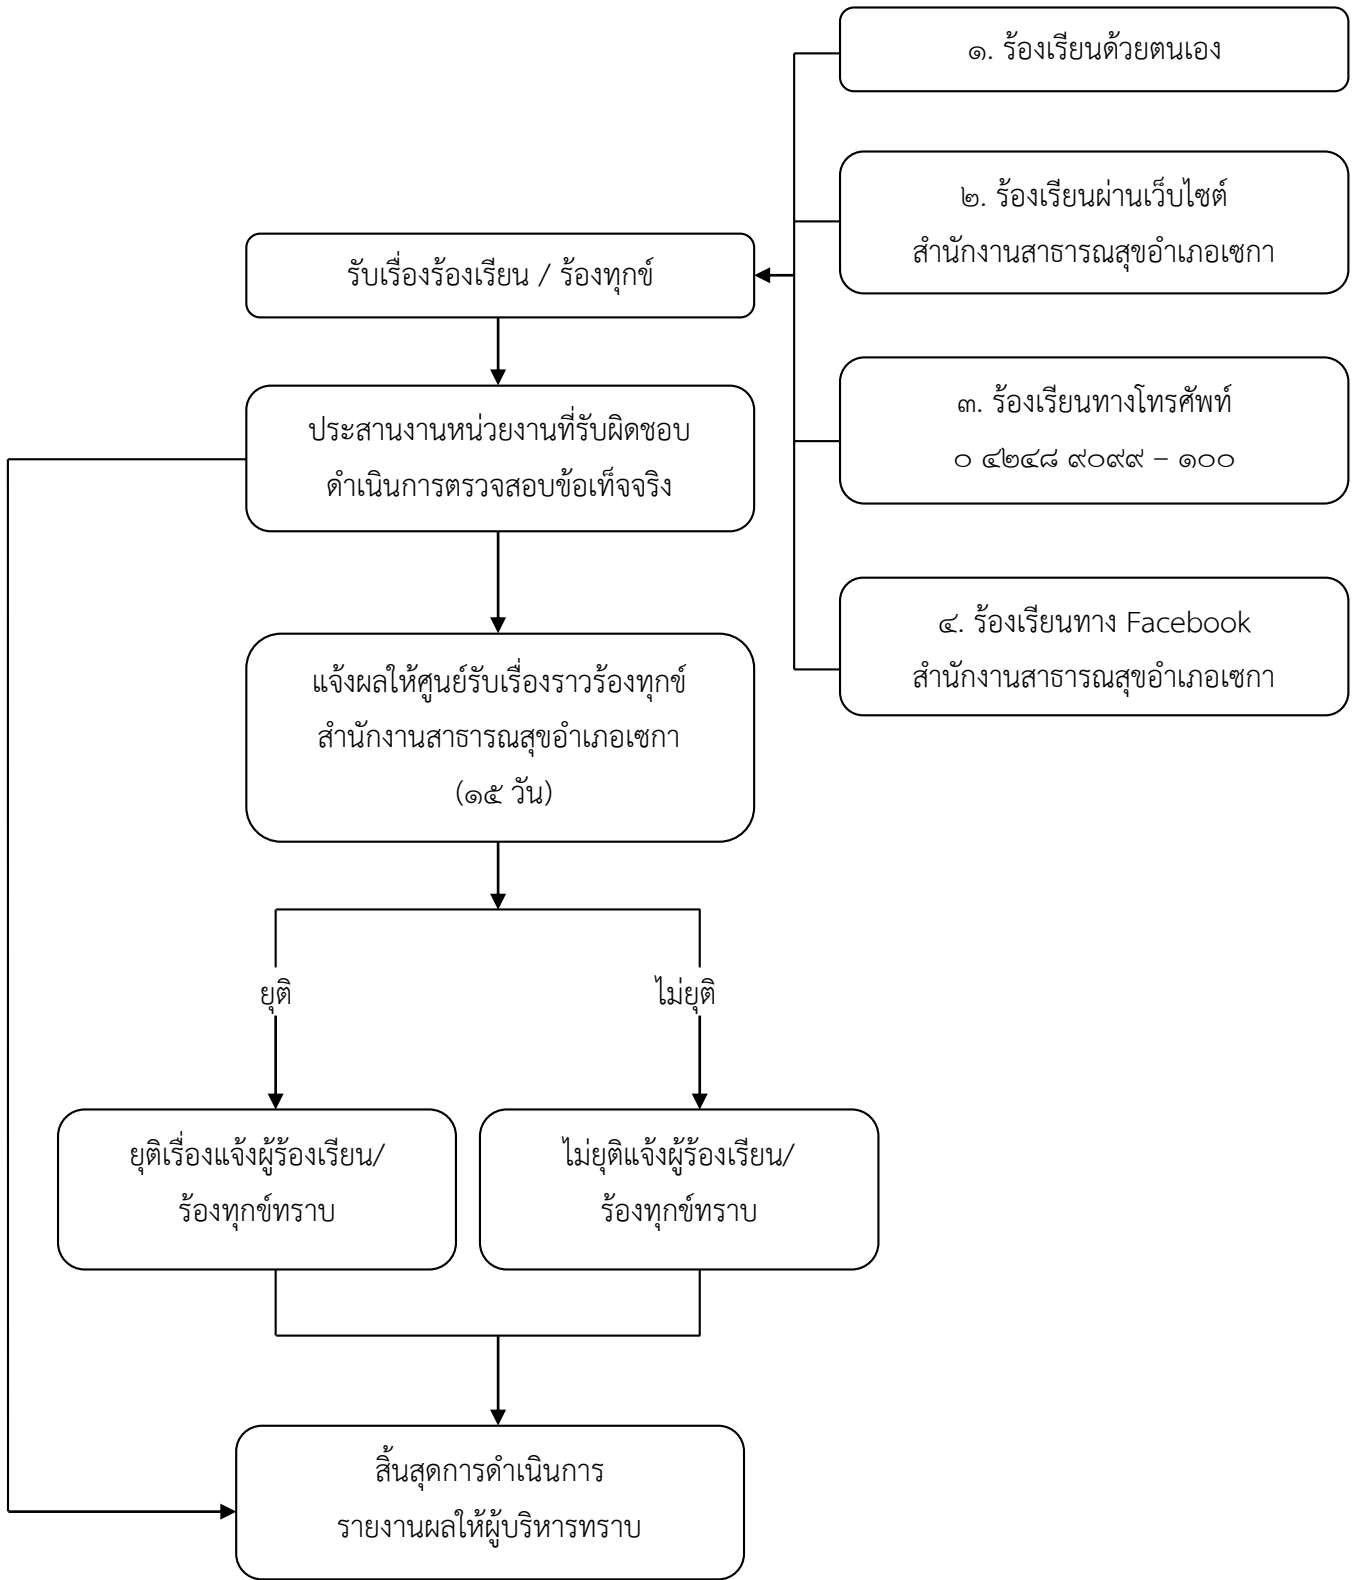 ๑. ร้องเรียนด้วยตนเอง
๒. ร้องเรียนผ่านเว็บไซต์
สำนักงานสาธารณสุขอำเภอเซกา
รับเรื่องร้องเรียน / ร้องทุกข์
๓. ร้องเรียนทางโทรศัพท์
๐ ๔๒๔๘ ๙๐๙๙ – ๑๐๐
ประสานงานหน่วยงานที่รับผิดชอบ
ดำเนินการตรวจสอบข้อเท็จจริง
๔. ร้องเรียนทาง Facebook
สำนักงานสาธารณสุขอำเภอเซกา
แจ้งผลให้ศูนย์รับเรื่องราวร้องทุกข์
สำนักงานสาธารณสุขอำเภอเซกา
(๑๕ วัน)
ยุติ
ไม่ยุติ
ยุติเรื่องแจ้งผู้ร้องเรียน/
ร้องทุกข์ทราบ
ไม่ยุติแจ้งผู้ร้องเรียน/
ร้องทุกข์ทราบ
สิ้นสุดการดำเนินการ
รายงานผลให้ผู้บริหารทราบ